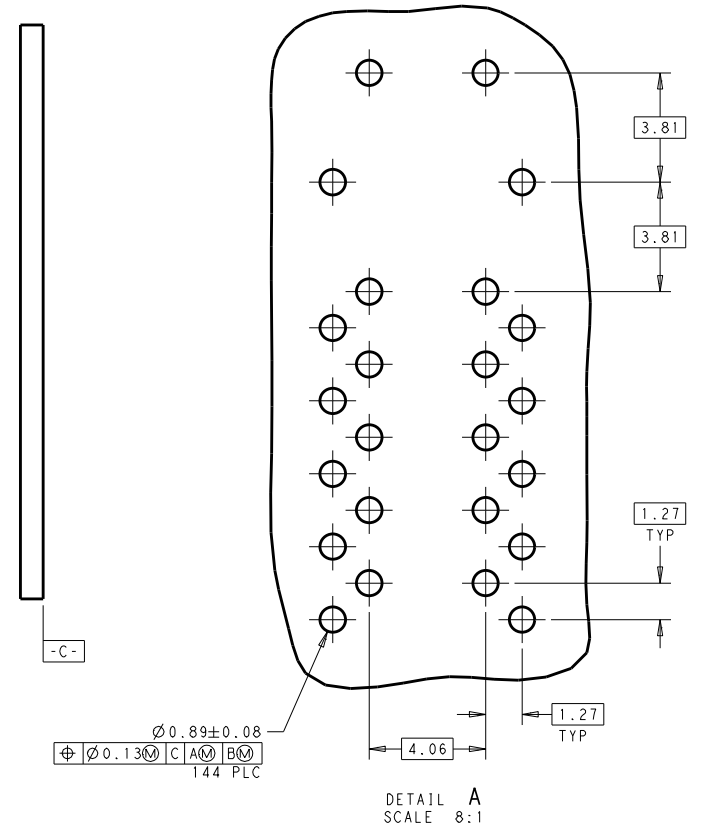 3.81
3.81
1.27
TYP
-C-
1.27
TYP
Ø0.89±0.08
⌖ Ø0.13Ⓜ C AⓂ BⓂ
144 PLC
4.06
DETAIL A
SCALE 8:1